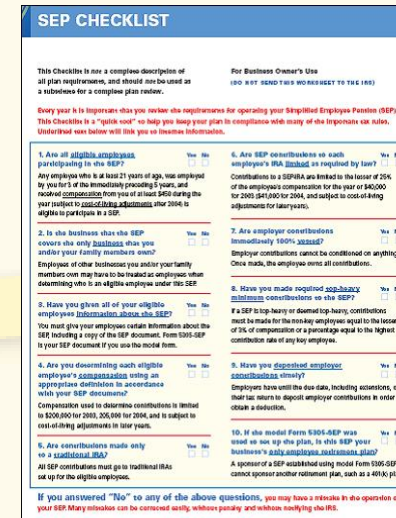 SEP CHECKLIST
This Checklist is not a complete description of
all plan requirements, and should not be used as
a substitute for a complete plan review.
For Business Owner's Use
(DO NOT SEND THIS WORKSHEET TO THE IRS)
Every year it is important that you review the requirements for operating your Simplified Employee Pension (SEP)
This Checklist is a "quick tool" to help you keep your plan in compliance with many of the important tax rules.
Underlined text below will link you to Internet information.
1. Are all eligible employees Yes No
participating in the SEP?
Any employee who is at least 21 years of age, was employed
by you for 3 of the immediately preceding 5 years, and
received compensation from you of at least $450 during the
year (subject to cost-of-living adjustments after 2004) is
eligible to participate in a SEP.
2. Is the business that the SEP Yes No
covers the only business that you
and/or your family members own?
Employees of other businesses you and/or your family
members own may have to be treated as employees when
determining who is an eligible employee under this SEP.
3. Have you given all of your eligible Yes No
employees information about the SEP?
You must give your employees certain information about the
SEP, including a copy of the SEP document. Form 5305-SEP
is your SEP document if you use the model form.
4. Are you determining each eligible Yes No
employee's compensation using an
appropriate definition in accordance
with your SEP document?
Compensation used to determine contributions is limited
to $200,000 for 2003, 205,000 for 2004, and is subject to
cost-of-living adjustments in later years.
5. Are contributions made only Yes No
to a traditional IRA?
All SEP contributions must go to traditional IRAs
set up for the eligible employees.
6. Are SEP contributions to each Yes
employee's IRA limited as required by law?
Contributions to a SEP-IRA are limited to the lesser of 25%
of the employee's compensation for the year or $40,000
for 2003 ($41,000 for 2004, and subject to cost-of-living
adjustments for later years).
7. Are employer contributions Yes
immediately 100% vested?
Employer contributions cannot be conditioned on anything
Once made, the employee owns all contributions.
8. Have you made required top-heavy Yes
minimum contributions to the SEP?
If a SEP is top-heavy or deemed top-heavy, contributions
must be made for the non-key employees equal to the lesser
of 3% of compensation or a percentage equal to the highest
contribution rate of any key employee.
9. Have you deposited employer Yes
contributions timely?
Employers have until the due date, including extensions, o
their tax return to deposit employer contributions in order
obtain a deduction.
10. If the model Form 5305-SEP was Yes
used to set up the plan, is this SEP your
business's only employee retirement plan?
A sponsor of a SEP established using model Form 5305-SEP
cannot sponsor another retirement plan, such as a 401(k) pla
If you answered "No" to any of the above questions, you may have a mistake in the operation o
your SEP. Many mistakes can be corrected easily, without penalty and without notifying the IRS.